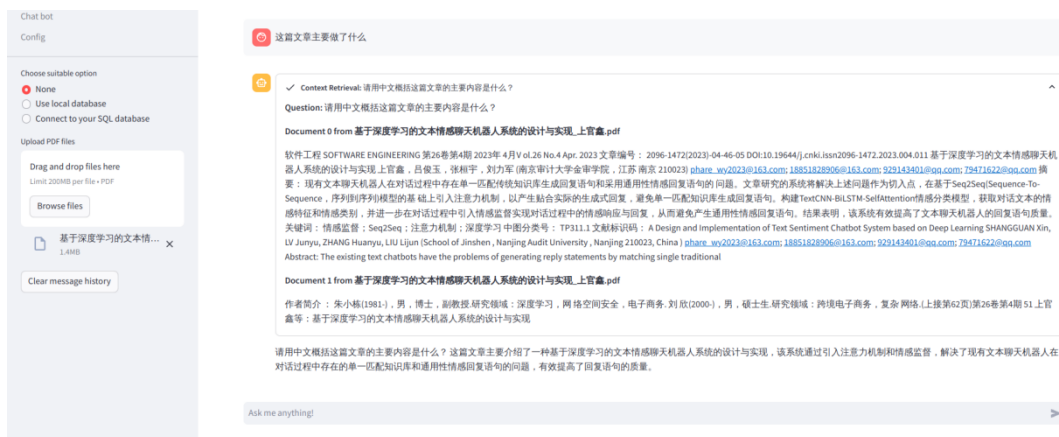 Chat bot
Config
Choose suitable option
None
Use local database
Connect to your SQL database
Upload PDF files
Drag and drop files here
Limit 200MB per file • PDF
Browse files
基于深度学习的文本情...
1.4MB
Clear message history
这篇文章主要做了什么
Context Retrieval: 请用中文概括这篇文章的主要内容是什么？
Question: 请用中文概括这篇文章的主要内容是什么？
Document 0 from 基于深度学习的文本情感聊天机器人系统的设计与实现_上官鑫.pdf
软件工程 SOFTWARE ENGINEERING 第26卷第4期 2023年 4月V ol.26 No.4 Apr. 2023 文章编号： 2096-1472(2023)-04-46-05 DOI:10.19644/j.cnki.issn2096-1472.2023.004.011 基于深度学习的文本情感聊天机
器人系统的设计与实现 上官鑫，吕俊玉，张桓宇，刘力军 (南京审计大学金审学院，江苏 南京 210023) phare_wy2023@163.com; 18851828906@163.com; 929143401@qq.com; 79471622@qq.com 摘
要： 现有文本聊天机器人在对话过程中存在单一匹配传统知识库生成回复语句和采用通用性情感回复语句的 问题。文章研究的系统将解决上述问题作为切入点，在基于Seq2Seq(Sequence-To-
Sequence，序列到序列)模型的基 础上引入注意力机制，以产生贴合实际的生成式回复，避免单一匹配知识库生成回复语句。构建TextCNN-BiLSTM-SelfAttention情感分类模型，获取对话文本的情
感特征和情感类别，并进一步在对话过程中引入情感监督实现对话过程中的情感响应与回复，从而避免产生通用性情感回复语句。结果表明，该系统有效提高了文本聊天机器人的回复语句质量。
关键词： 情感监督；Seq2Seq；注意力机制；深度学习 中图分类号： TP311.1 文献标识码： A Design and Implementation of Text Sentiment Chatbot System based on Deep Learning SHANGGUAN Xin,
LV Junyu, ZHANG Huanyu, LIU Lijun (School of Jinshen , Nanjing Audit University , Nanjing 210023, China ) phare_wy2023@163.com; 18851828906@163.com; 929143401@qq.com; 79471622@qq.com
Abstract: The existing text chatbots have the problems of generating reply statements by matching single traditional
Document 1 from 基于深度学习的文本情感聊天机器人系统的设计与实现_上官鑫.pdf
作者简介 ： 朱小栋(1981-)，男，博士，副教授.研究领域：深度学习，网 络空间安全，电子商务. 刘 欣(2000-)，男，硕士生.研究领域：跨境电子商务，复杂 网络.(上接第62页)第26卷第4期 51 上官
鑫等：基于深度学习的文本情感聊天机器人系统的设计与实现
请用中文概括这篇文章的主要内容是什么？ 这篇文章主要介绍了一种基于深度学习的文本情感聊天机器人系统的设计与实现，该系统通过引入注意力机制和情感监督，解决了现有文本聊天机器人在
对话过程中存在的单一匹配知识库和通用性情感回复语句的问题，有效提高了回复语句的质量。
Ask me anything!